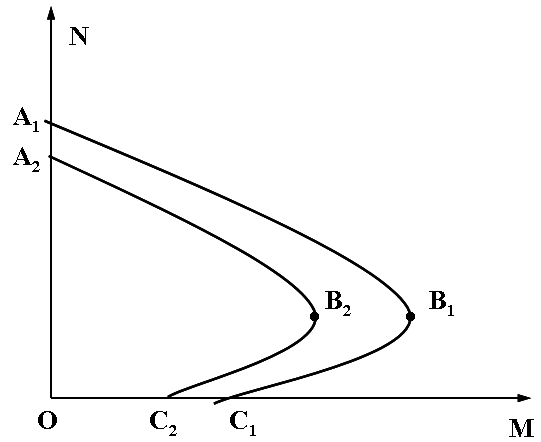 N
A₁
A₂
B₂ B₁
O C₂ C₁ M